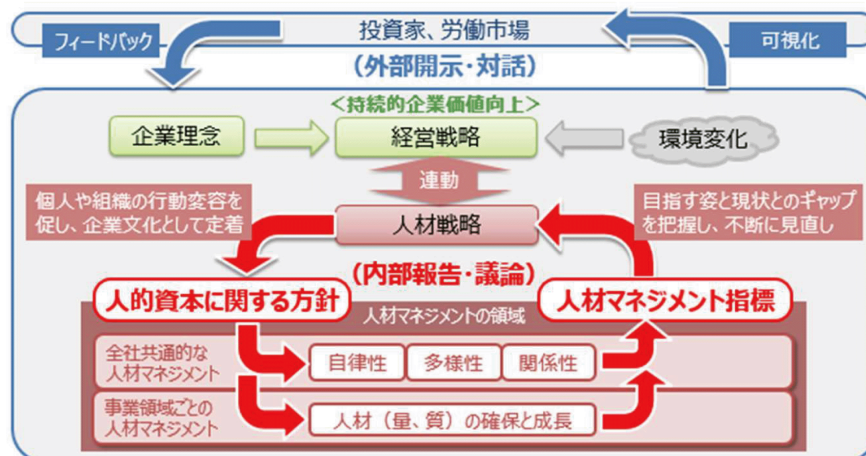 投資家、労働市場
フィードバック
可視化
（外部開示・対話）
＜持続的企業価値向上＞
企業理念
経営戦略
環境変化
連動
個人や組織の行動変容を
促し、企業文化として定着
目指す姿と現状とのギャップ
を把握し、不断に見直し
人材戦略
（内部報告・議論）
人的資本に関する方針
人材マネジメント指標
人材マネジメントの領域
全社共通的な
人材マネジメント
自律性
多様性
関係性
事業領域ごとの
人材マネジメント
人材（量、質）の確保と成長